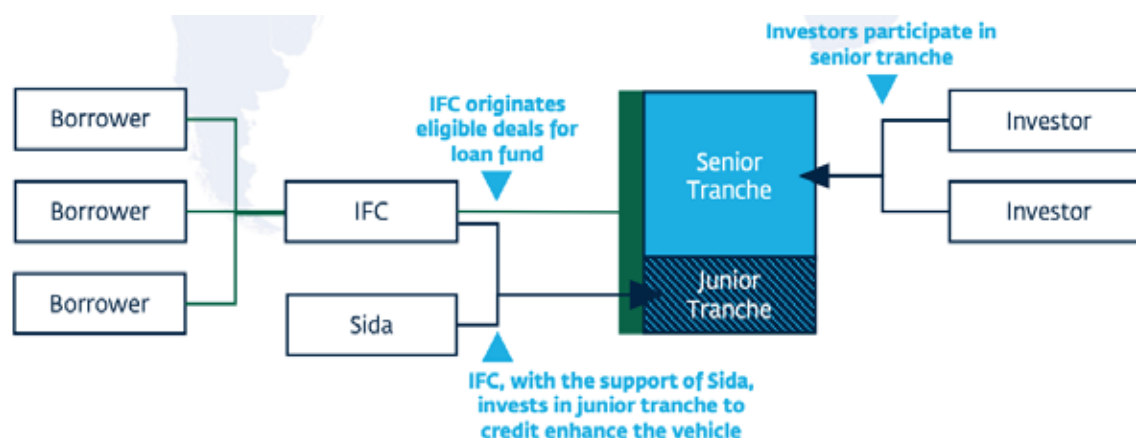 Investors participate in
senior tranche
IFC originates
eligible deals for
loan fund
Borrower
Borrower
Borrower
IFC
Sida
Senior
Tranche
Junior
Tranche
Investor
Investor
IFC, with the support of Sida,
invests in junior tranche to
credit enhance the vehicle